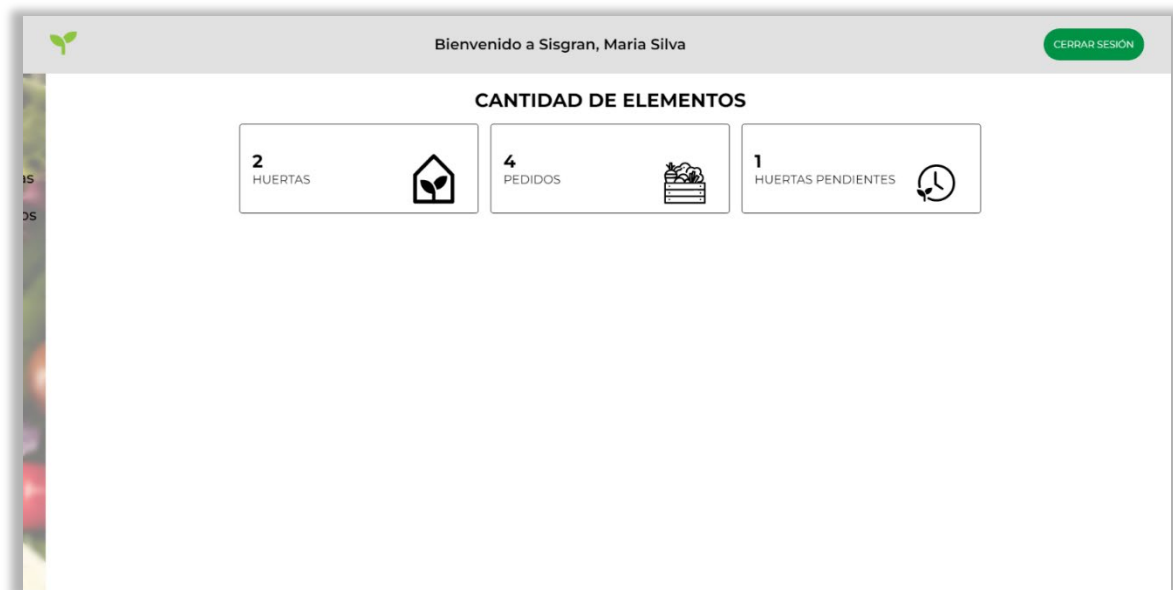 Bienvenido a Sisgran, Maria Silva
CERRAR SESIÓN
CANTIDAD DE ELEMENTOS
2
HUERTAS
4
PEDIDOS
1
HUERTAS PENDIENTES